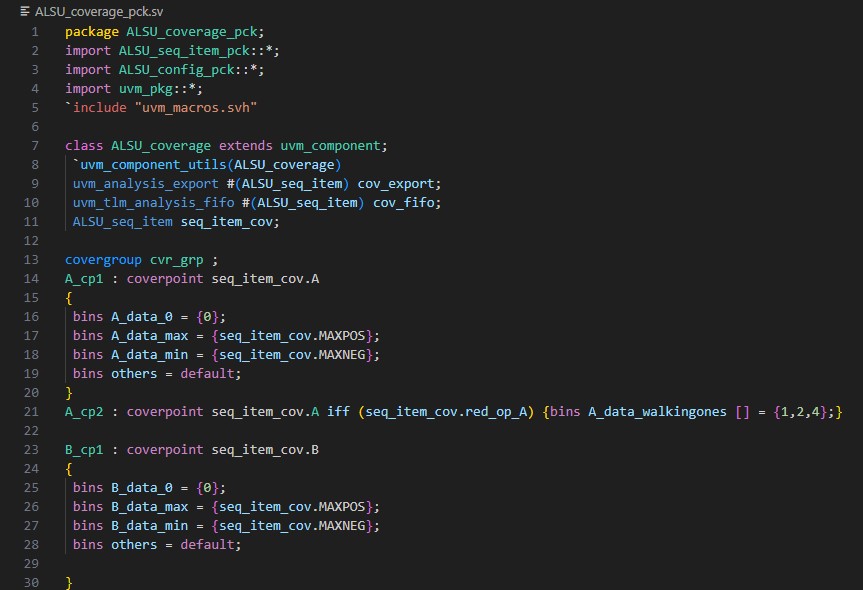 ALSU_coverage_pck.sv
1 package ALSU_coverage_pck;
2 import ALSU_seq_item_pck::*;
3 import ALSU_config_pck::*;
4 import uvm_pkg::*;
5 `include "uvm_macros.svh"
6
7 class ALSU_coverage extends uvm_component;
8 `uvm_component_utils(ALSU_coverage)
9 uvm_analysis_export #(ALSU_seq_item) cov_export;
10 uvm_tlm_analysis_fifo #(ALSU_seq_item) cov_fifo;
11 ALSU_seq_item seq_item_cov;
12
13 covergroup cvr_grp ;
14 A_cp1 : coverpoint seq_item_cov.A
15 {
16 bins A_data_0 = {0};
17 bins A_data_max = {seq_item_cov.MAXPOS};
18 bins A_data_min = {seq_item_cov.MAXNEG};
19 bins others = default;
20 }
21 A_cp2 : coverpoint seq_item_cov.A iff (seq_item_cov.red_op_A) {bins A_data_walkingones [] = {1,2,4};}
22
23 B_cp1 : coverpoint seq_item_cov.B
24 {
25 bins B_data_0 = {0};
26 bins B_data_max = {seq_item_cov.MAXPOS};
27 bins B_data_min = {seq_item_cov.MAXNEG};
28 bins others = default;
29
30 }